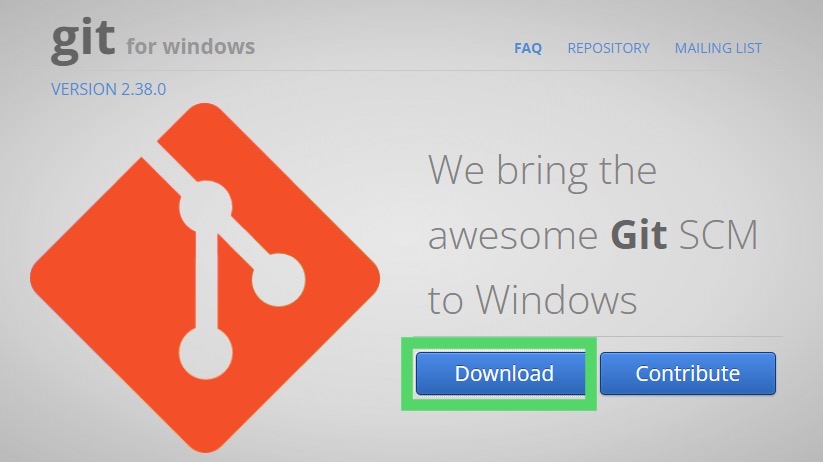 git for windows
FAQ REPOSITORY MAILING LIST
VERSION 2.38.0
We bring the
awesome Git SCM
to Windows
Download Contribute